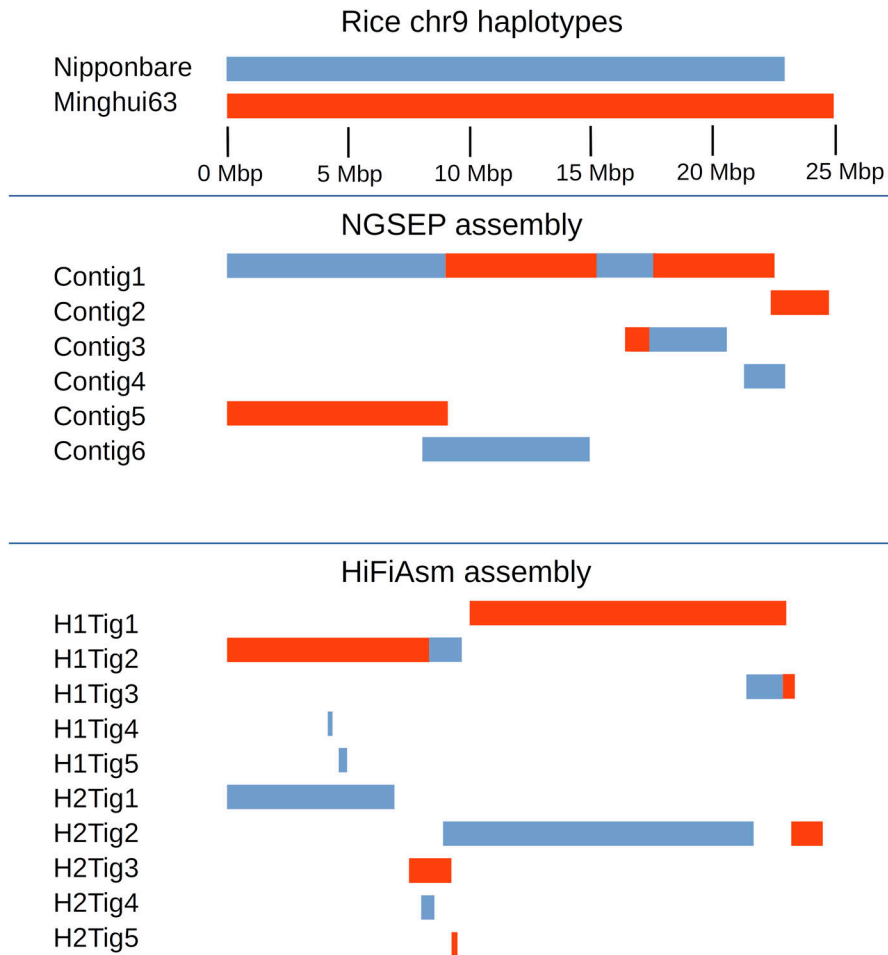 Rice chr9 haplotypes
Nipponbare
Minghui63
0 Mbp 5 Mbp 10 Mbp 15 Mbp 20 Mbp 25 Mbp
NGSEP assembly
Contig1
Contig2
Contig3
Contig4
Contig5
Contig6
HiFiAsm assembly
H1Tig1
H1Tig2
H1Tig3
H1Tig4
H1Tig5
H2Tig1
H2Tig2
H2Tig3
H2Tig4
H2Tig5